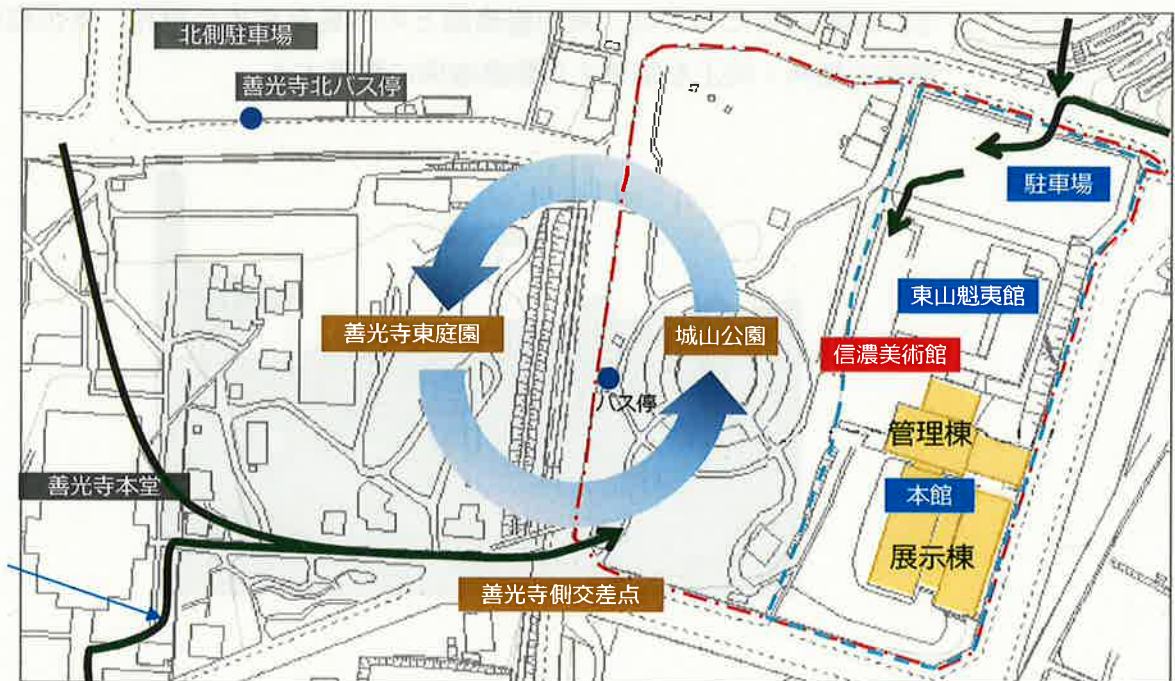 北側駐車場
善光寺北バス停
駐車場
東山魁夷館
善光寺東庭園
城山公園
信濃美術館
バス停
管理棟
善光寺本堂
本館
展示棟
善光寺側交差点